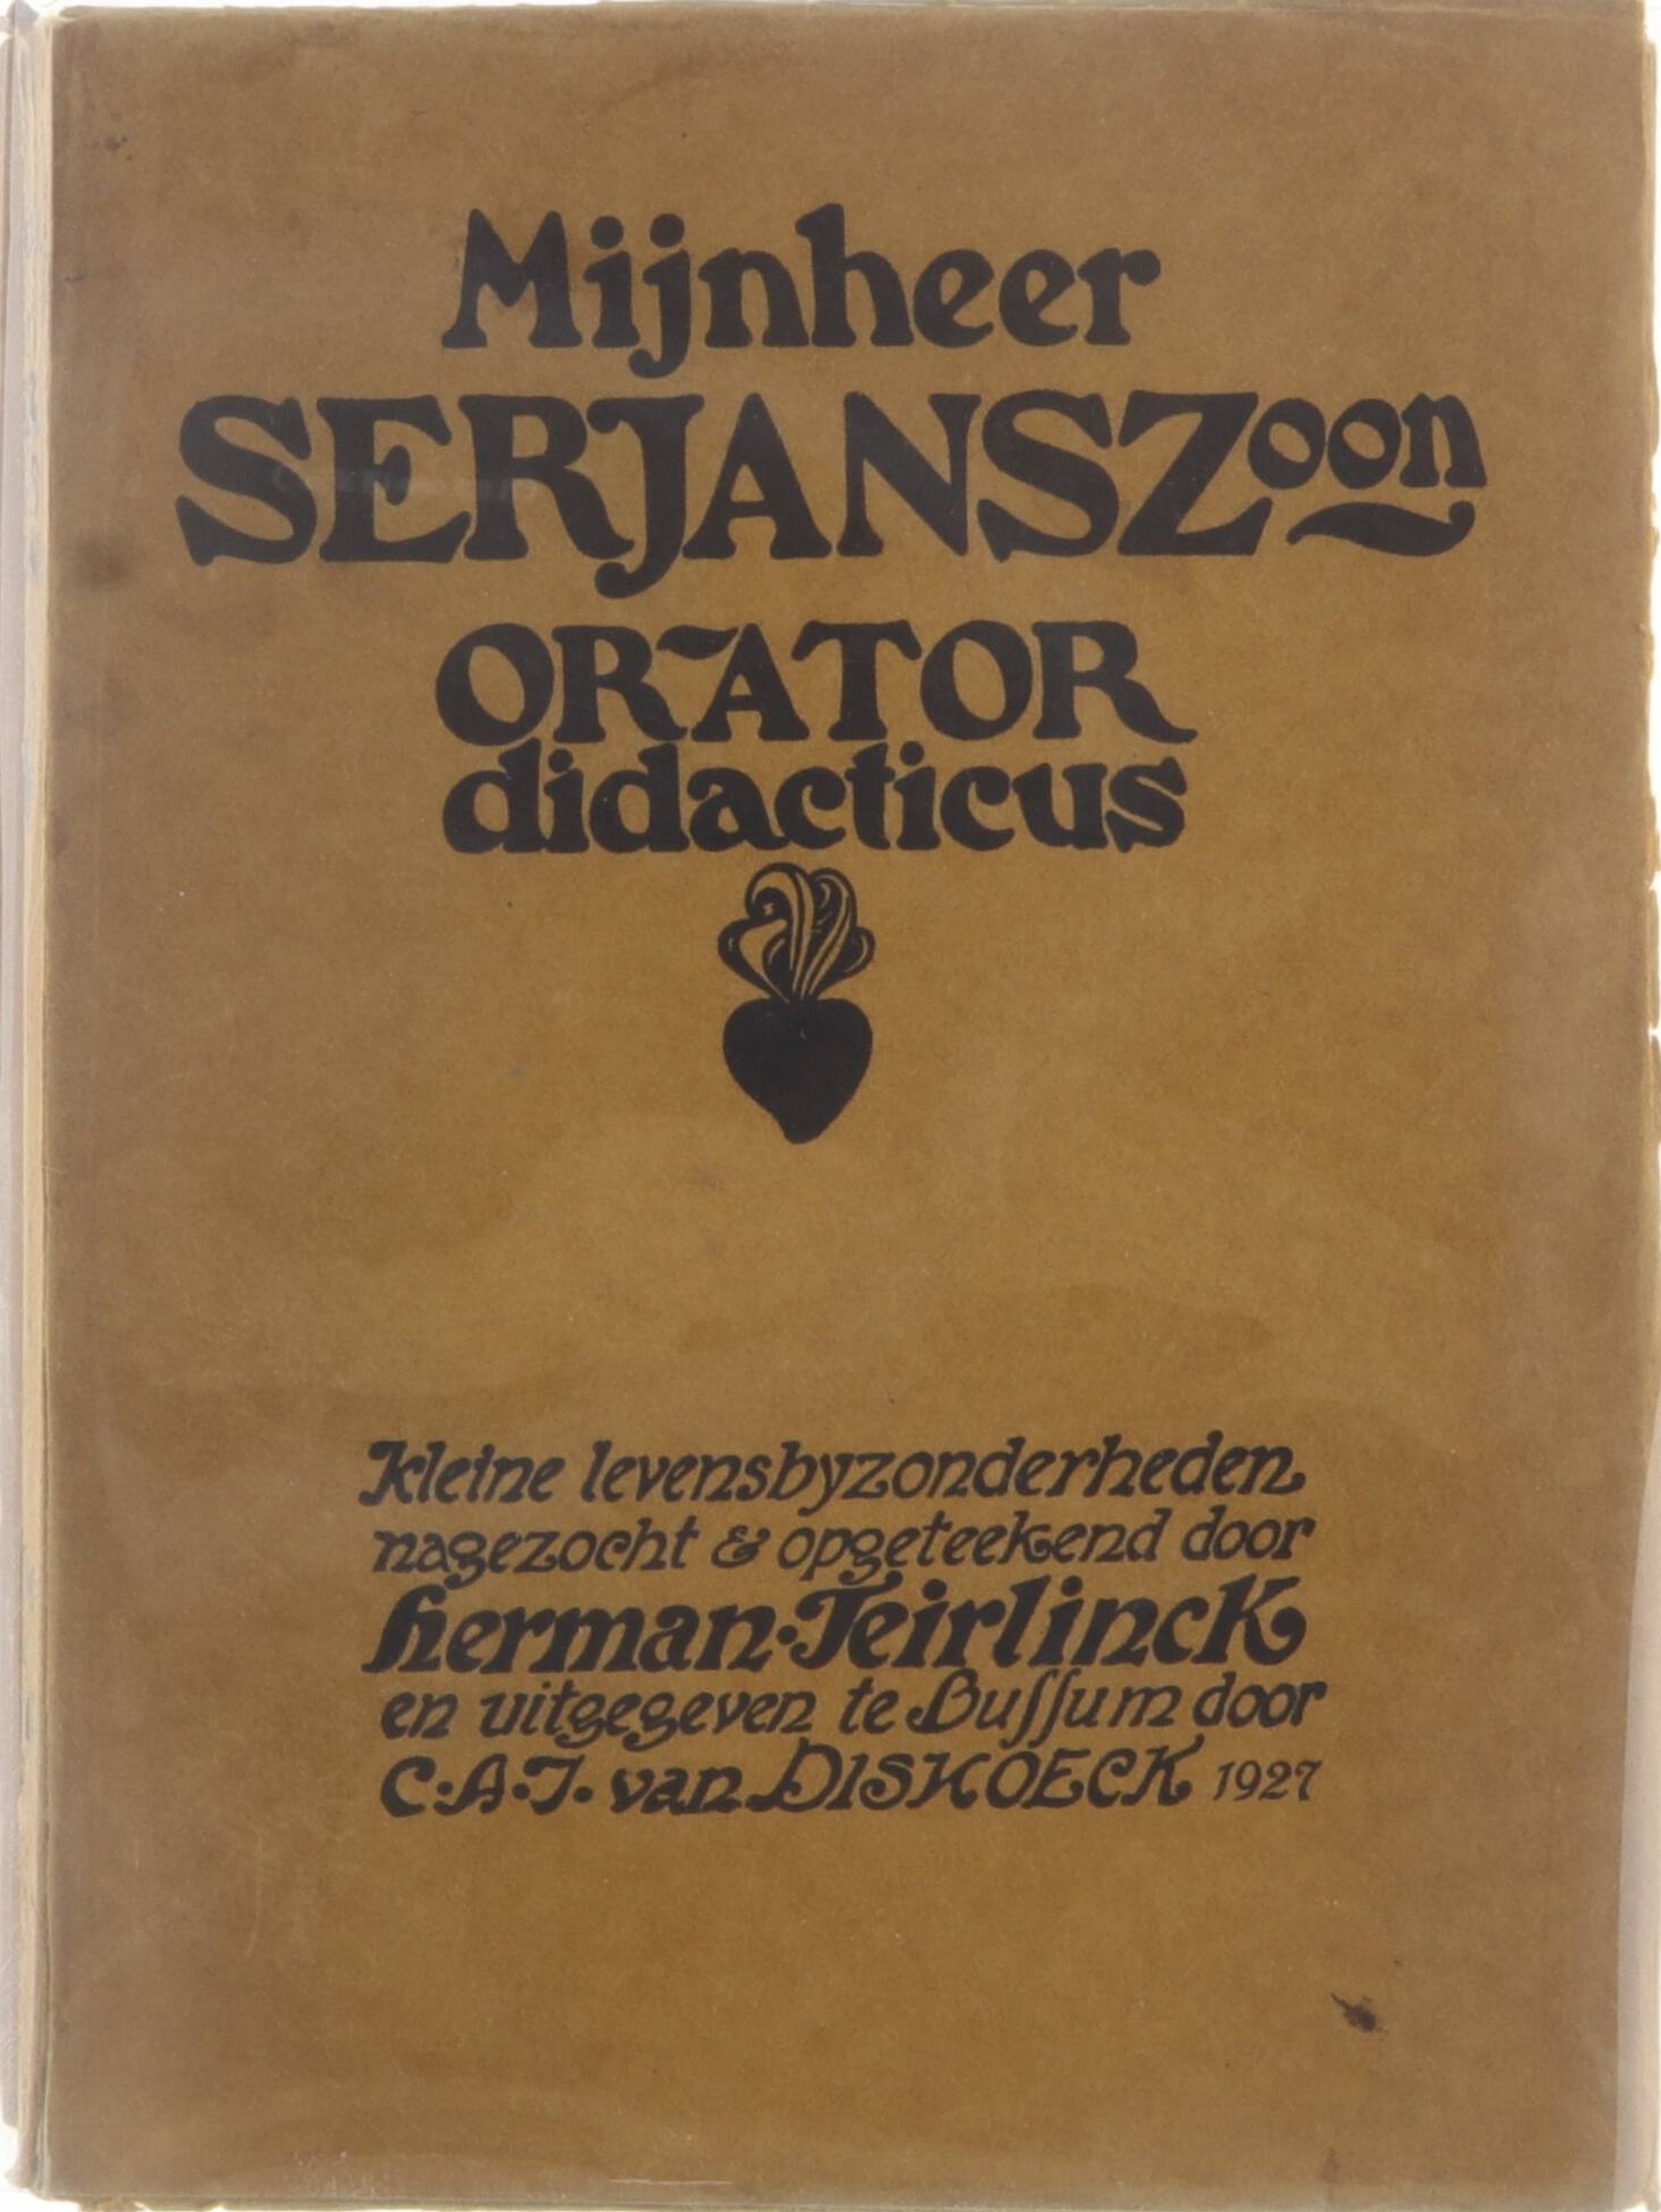 Mijnheer
SERJANSZoon
ORATOR
didacticus
Kleine levensbyzonderheden
nagezocht & opgeteekend door
herman·Teirlinck
en uitgegeven te Buſſum door
C·A·J· van DISHOECK 1927